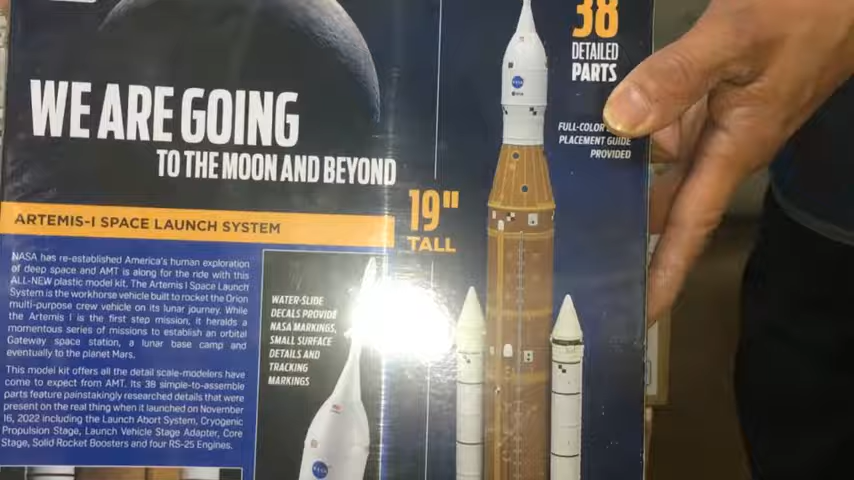 WE ARE GOING
TO THE MOON AND BEYOND
ARTEMIS-I SPACE LAUNCH SYSTEM
NASA has re-established America's human exploration
of deep space and AMT is along for the ride with this
ALL-NEW plastic model kit. The Artemis I Space Launch
System is the workhorse vehicle built to rocket the Orion
multi-purpose crew vehicle on its lunar journey. While
the Artemis I is the first step mission, it heralds a
momentous series of missions to establish an orbital
Gateway space station, a lunar base camp and
eventually to the planet Mars.
This model kit offers all the detail scale-modelers have
come to expect from AMT. Its 38 simple-to-assemble
parts feature painstakingly researched details that were
present on the real thing when it launched on November
16, 2022 including the Launch Abort System, Cryogenic
Propulsion Stage, Launch Vehicle Stage Adapter, Core
Stage, Solid Rocket Boosters and four RS-25 Engines.
WATER-SLIDE
DECALS PROVIDE
NASA MARKINGS,
SMALL SURFACE
DETAILS AND
TRACKING
MARKINGS
19"
TALL
38
DETAILED
PARTS
FULL-COLOR
PLACEMENT GUIDE
PROVIDED
NASA
NASA